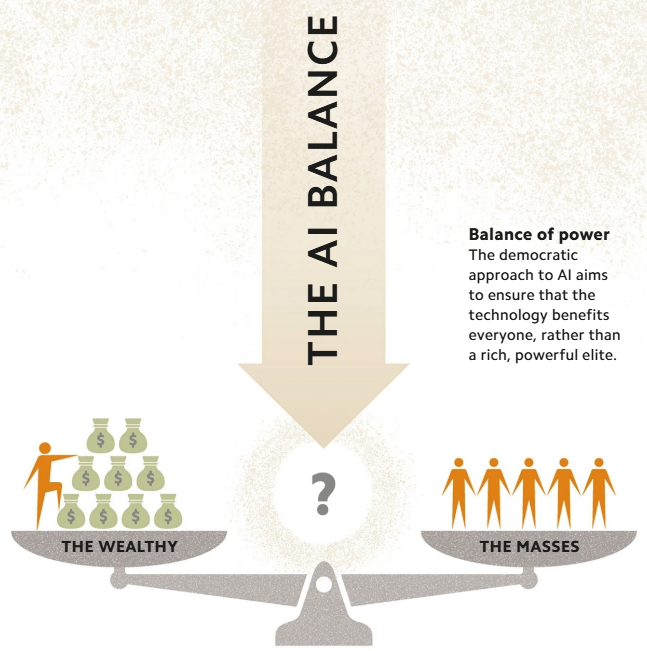 THE AI BALANCE
Balance of power
The democratic
approach to AI aims
to ensure that the
technology benefits
everyone, rather than
a rich, powerful elite.
$ $
$ $ $
$ $ $ $
?
THE WEALTHY
THE MASSES